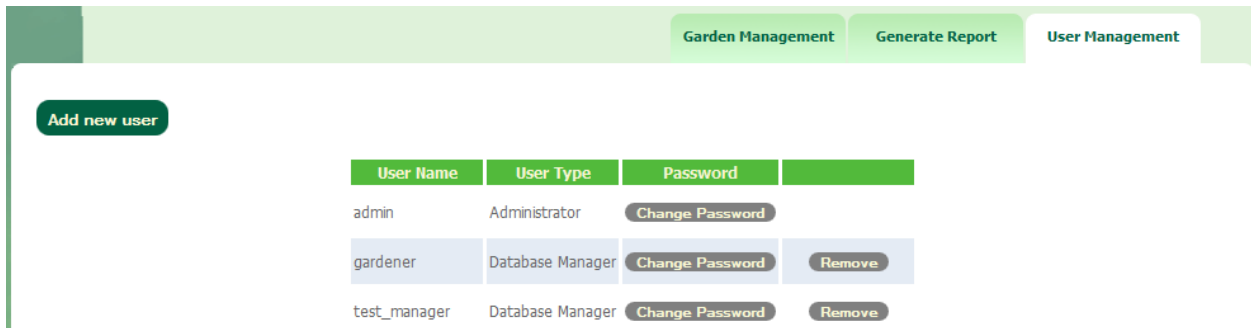 Garden Management Generate Report User Management
Add new user
User Name User Type Password
admin Administrator Change Password
gardener Database Manager Change Password Remove
test_manager Database Manager Change Password Remove